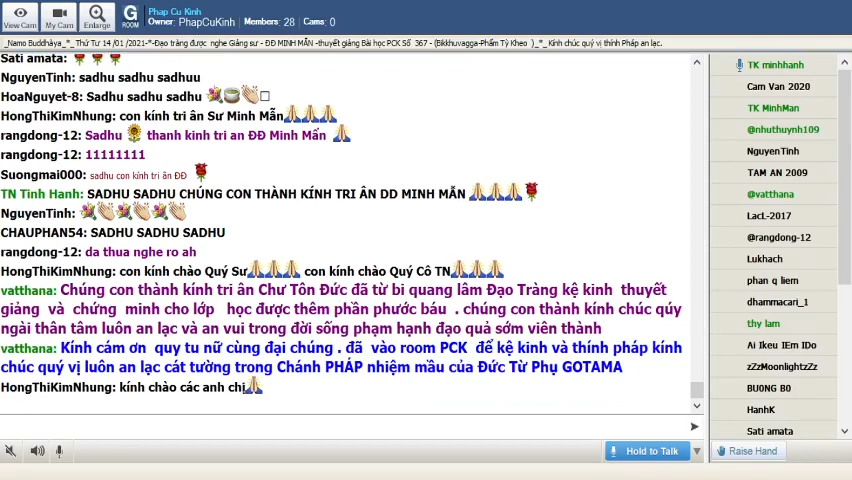 Phap Cu Kinh
Owner: PhapCuKinh | Members: 28 | Cams: 0
G ROOM
View Cam
My Cam
Enlarge
_Namo Buddhàya_*_ Thứ Tư 14 /01 /2021-*-Đạo tràng được nghe Giảng sư - ĐĐ MINH MẪN -thuyết giảng Bài học PCK Số 367 - (Bikkhuvagga-Phẩm Tỳ Kheo )_*_Kính chúc quý vị thính Pháp an lạc.
Sati amata:
NguyenTinh: sadhu sadhu sadhuu
HoaNguyet-8: Sadhu sadhu sadhu
HongThiKimNhung: con kính tri ân Sư Minh Mẫn
rangdong-12: Sadhu thanh kinh tri an ĐĐ Minh Mẩn
rangdong-12: 11111111
Suongmai000: sadhu con kính tri ân ĐĐ
TN Tinh Hanh: SADHU SADHU CHÚNG CON THÀNH KÍNH TRI ÂN DD MINH MẪN
NguyenTinh:
CHAUPHAN54: SADHU SADHU SADHU
rangdong-12: da thua nghe ro ah
HongThiKimNhung: con kính chào Quý Sư con kính chào Quý Cô TN
vatthana: Chúng con thành kính tri ân Chư Tôn Đức đã từ bi quang lâm Đạo Tràng kệ kinh thuyết
giảng và chứng minh cho lớp học được thêm phần phước báu . chúng con thành kính chúc qúy
ngài thân tâm luôn an lạc và an vui trong đời sống phạm hạnh đạo quả sớm viên thành
vatthana: Kính cám ơn quy tu nữ cùng đại chúng . đã vào room PCK để kệ kinh và thính pháp kính
chúc quý vị luôn an lạc cát tường trong Chánh PHÁP nhiệm mầu của Đức Từ Phụ GOTAMA
HongThiKimNhung: kính chào các anh chị
TK minhhanh
Cam Van 2020
TK MinhMan
@nhuthuynh109
NguyenTinh
TAM AN 2009
@vatthana
LacL-2017
@rangdong-12
Lukhach
phan q liem
dhammacari_1
thy lam
Ai Ikeu IEm IDo
zZzMoonlightzZz
BU0NG B0
HanhK
Sati amata
Hold to Talk
Raise Hand